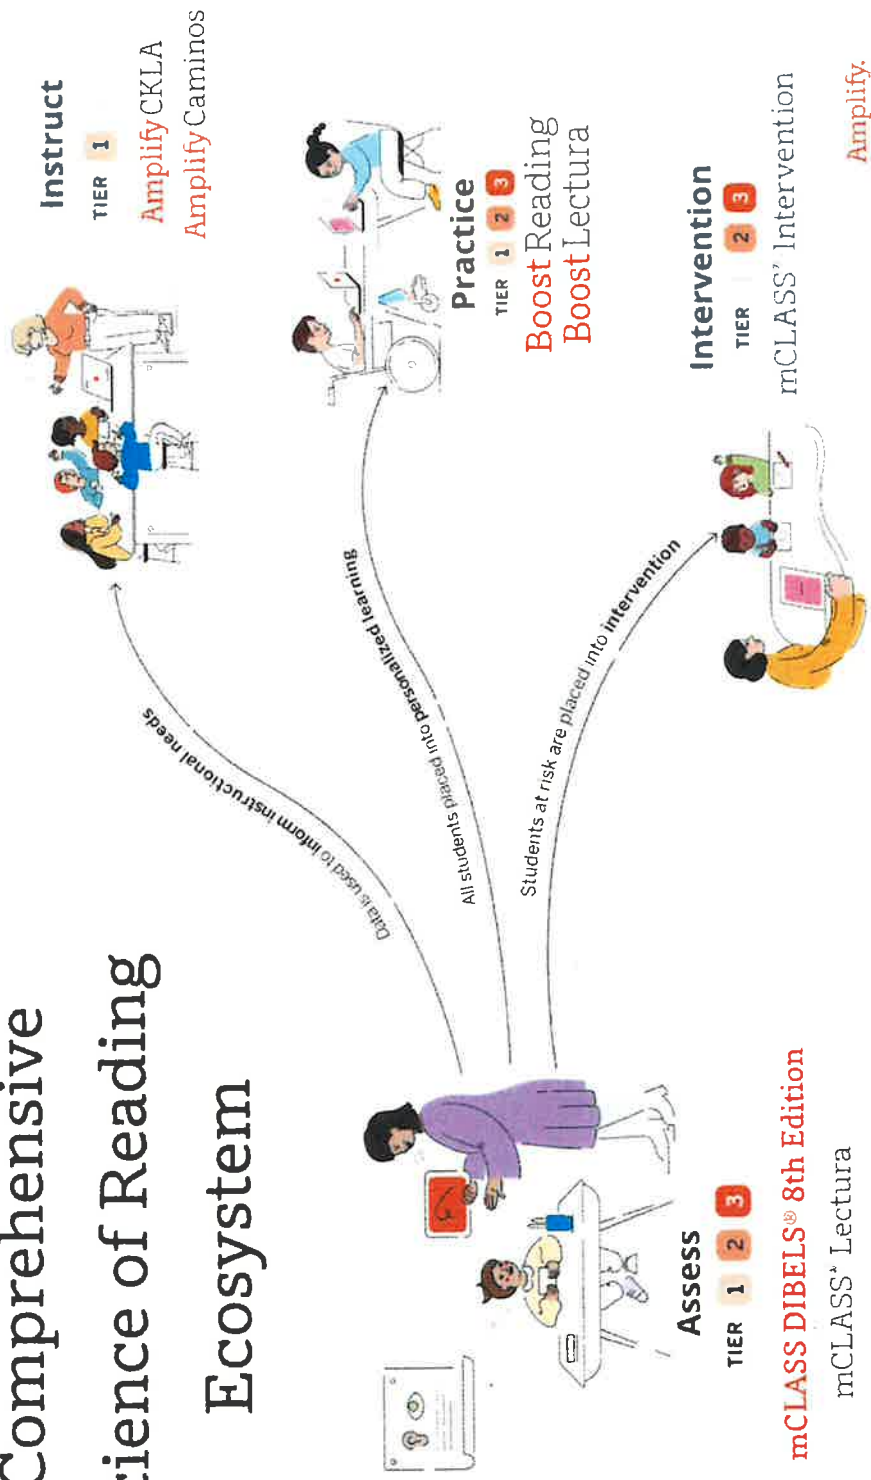 Comprehensive
cience of Reading
Ecosystem
Assess
TIER 1 2 3
mCLASS DIBELS® 8th Edition
mCLASS® Lectura
Data is used to inform instructional needs
All students placed into personalized learning
Students at risk are placed into intervention
Instruct
TIER 1
Amplify CKLA
Amplify Caminos
Practice
TIER 1 2 3
Boost Reading
Boost Lectura
Intervention
TIER 2 3
mCLASS® Intervention
Amplify.